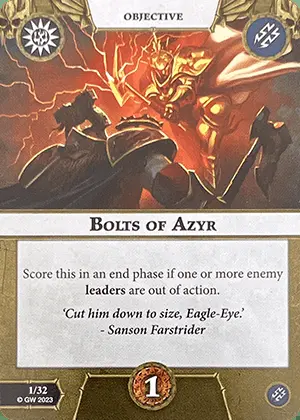 OBJECTIVE
BOLTS OF AZYR
Score this in an end phase if one or more enemy
leaders are out of action.
'Cut him down to size, Eagle-Eye.'
- Sanson Farstrider
1/32
© GW 2023
1